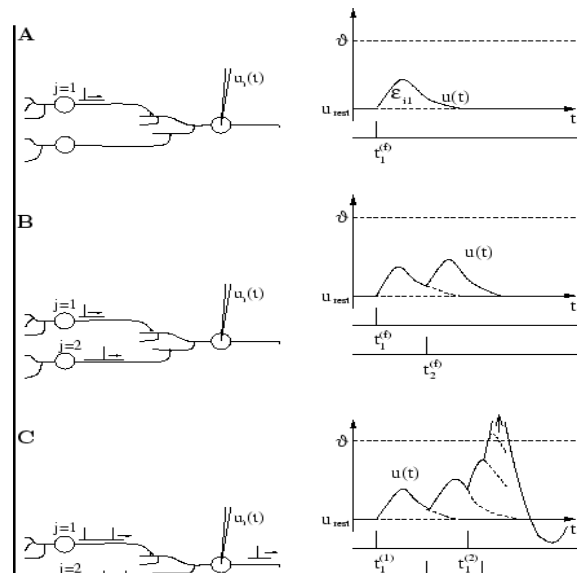 A
j=1
u_i(t)
ϑ
ε_i1
u(t)
u_rest
t
t_1^(f)
B
j=1
u_i(t)
j=2
ϑ
u(t)
u_rest
t
t_1^(f)
t_2^(f)
C
j=1
u_i(t)
j=2
ϑ
u(t)
u_rest
t
t_1^(1)
t_1^(2)